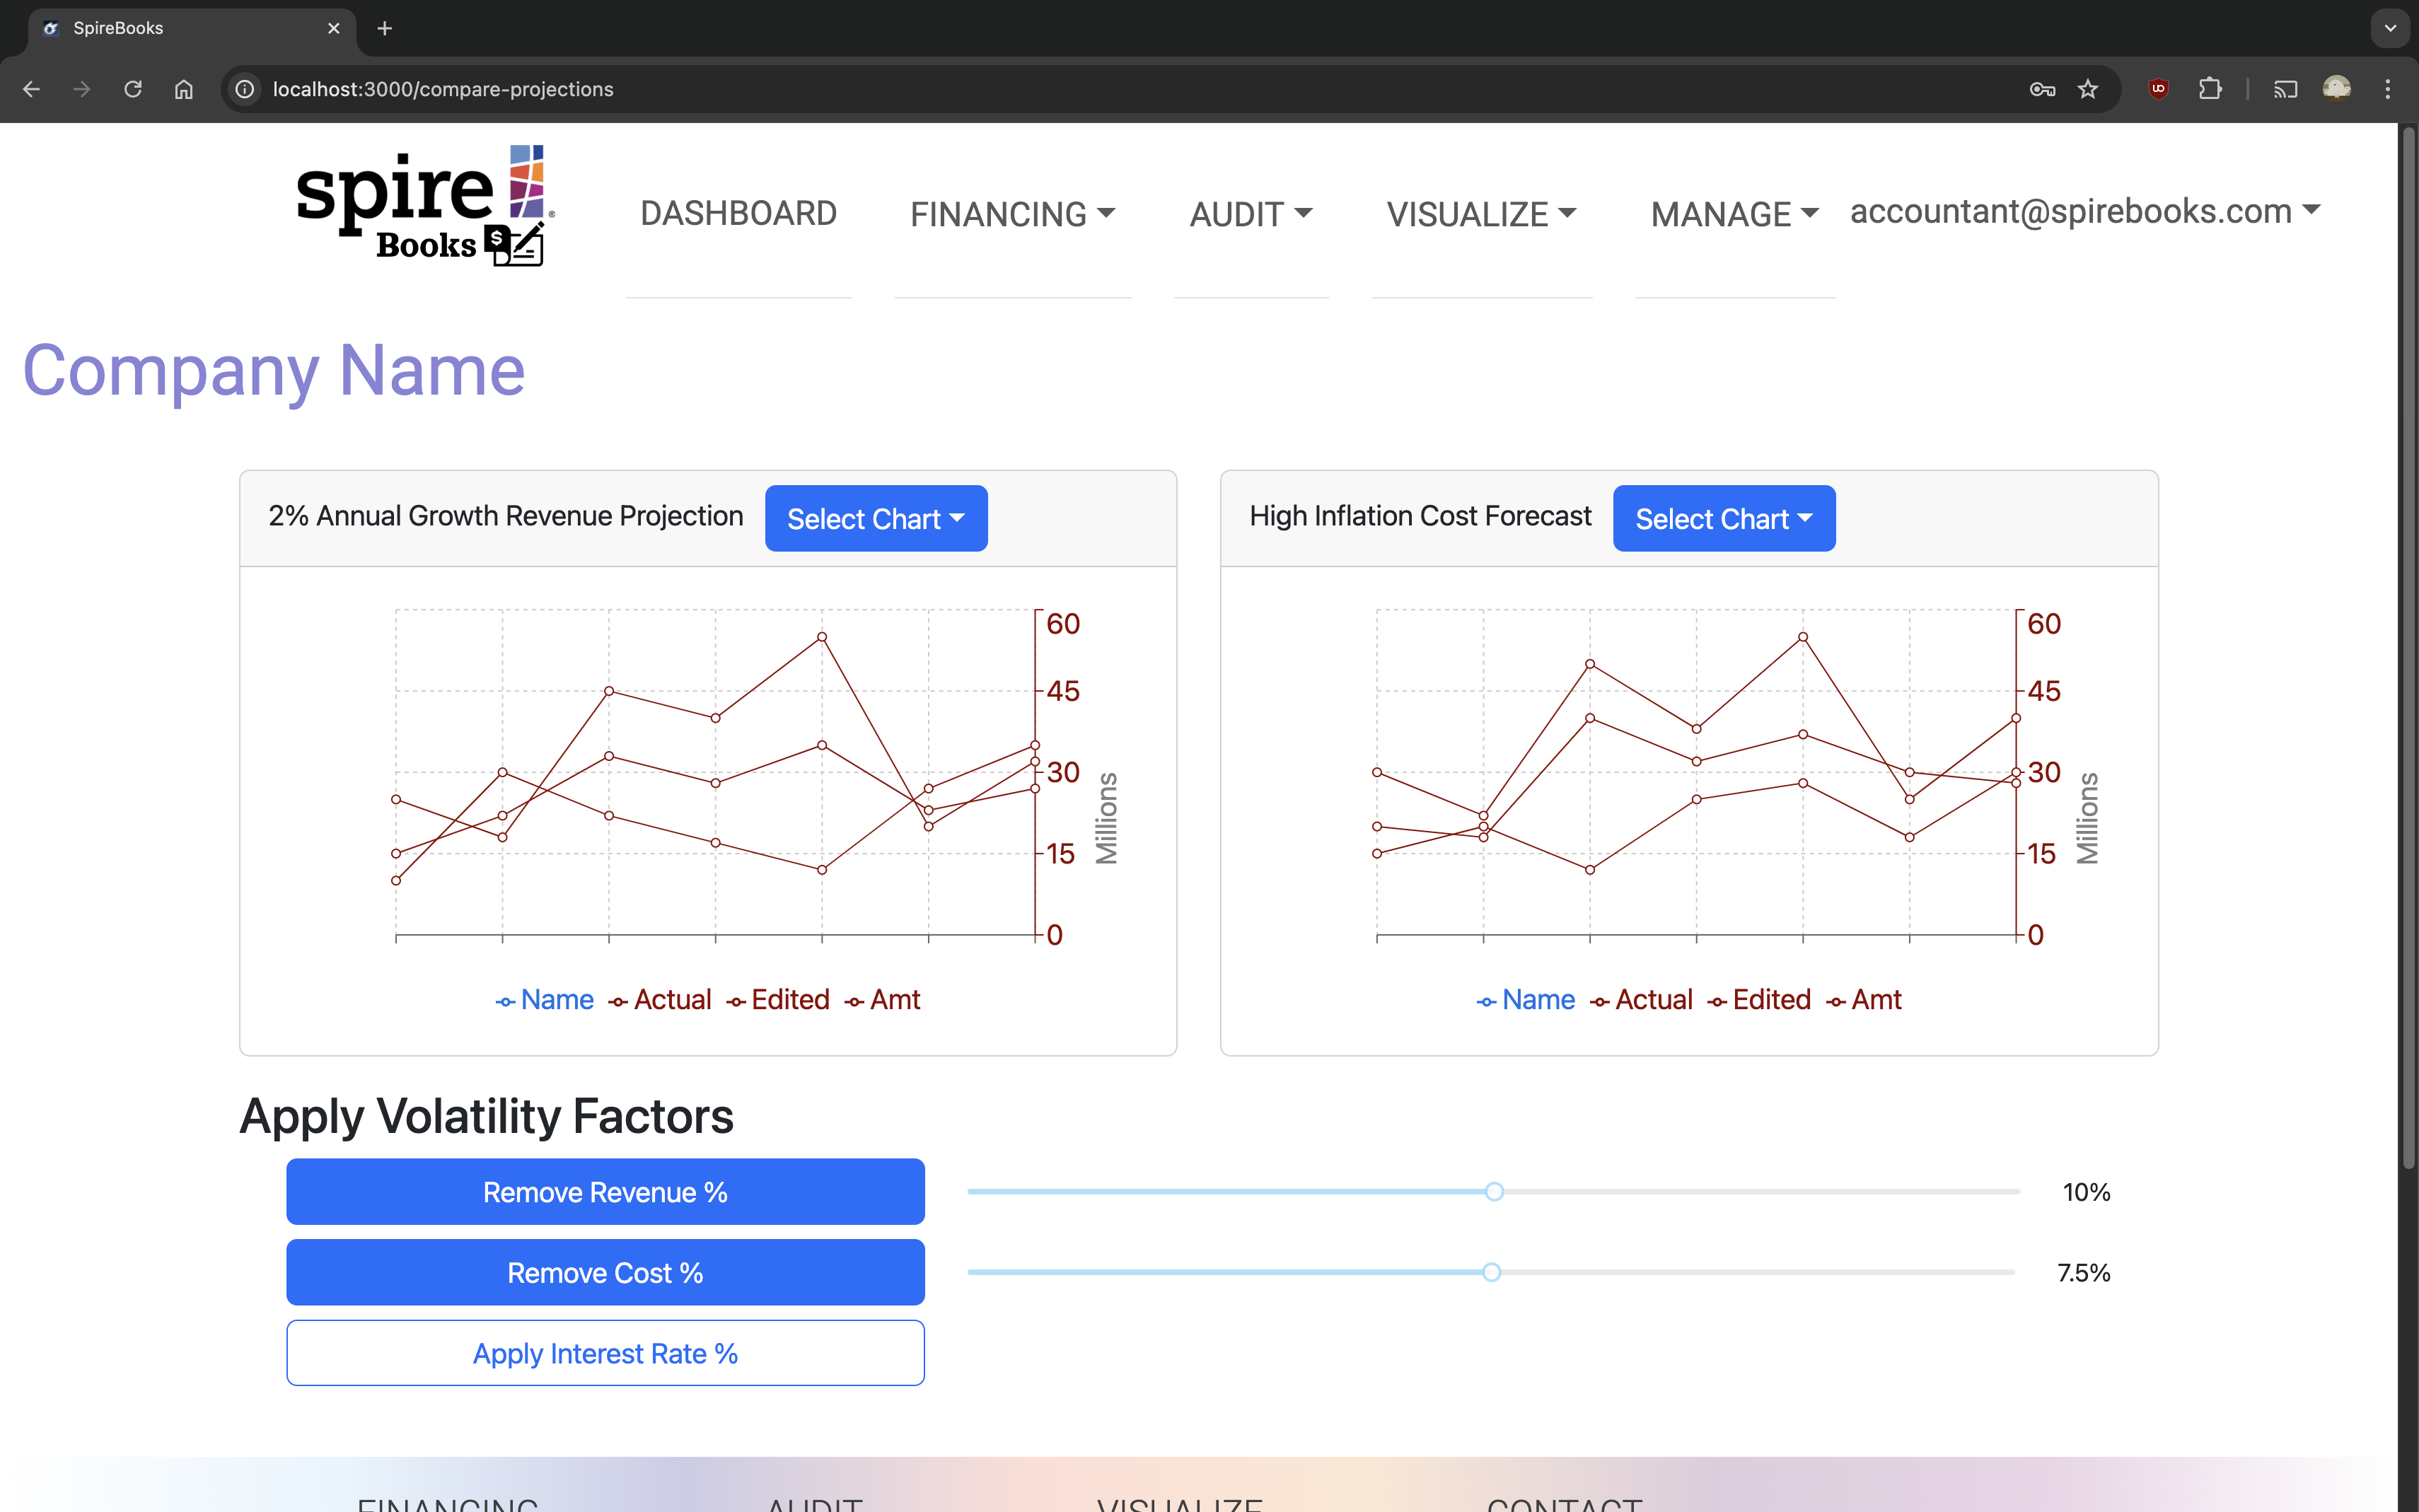 SpireBooks
localhost:3000/compare-projections
spire
Books
DASHBOARD
FINANCING
AUDIT
VISUALIZE
MANAGE
accountant@spirebooks.com
Company Name
2% Annual Growth Revenue Projection
Select Chart
60
45
30
15
0
Millions
Name Actual Edited Amt
High Inflation Cost Forecast
Select Chart
60
45
30
15
0
Millions
Name Actual Edited Amt
Apply Volatility Factors
Remove Revenue %
10%
Remove Cost %
7.5%
Apply Interest Rate %
FINANCING
AUDIT
VISUALIZE
CONTACT